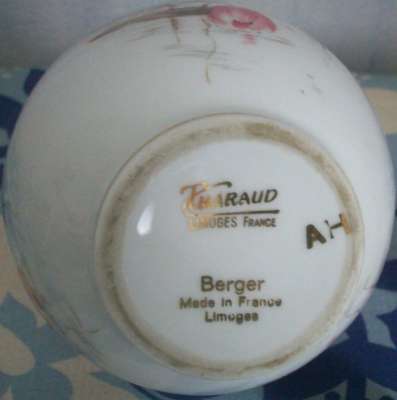 THARAUD
LIMOGES FRANCE
AH
Berger
Made in France
Limoges